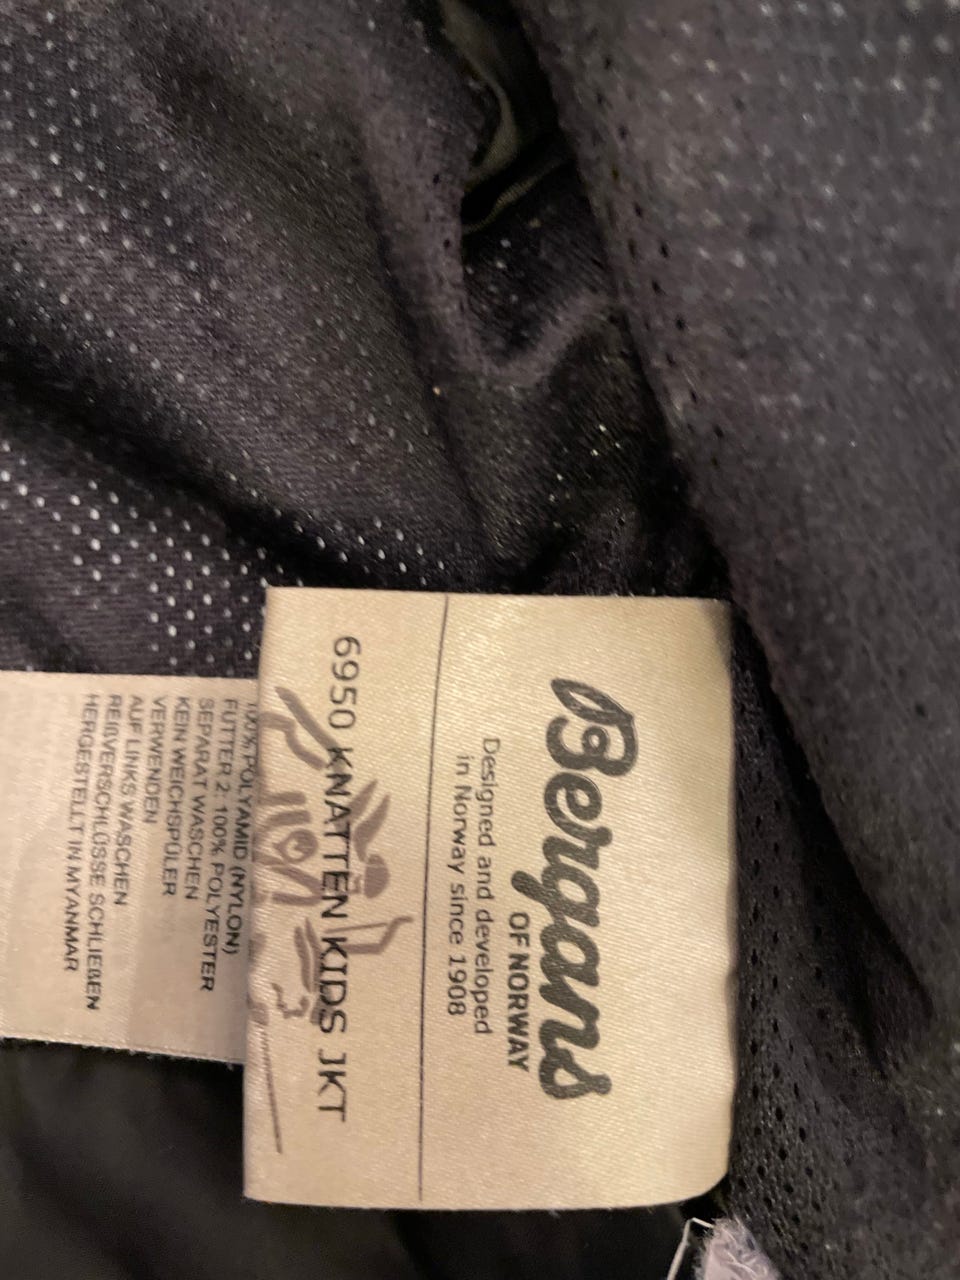 Bergans
OF NORWAY
Designed and developed
in Norway since 1908
6950 KNATTEN KIDS JKT
100% POLYAMID (NYLON)
FUTTER 2: 100% POLYESTER
SEPARAT WASCHEN
KEIN WEICHSPÜLER
VERWENDEN
AUF LINKS WASCHEN
REIßVERSCHLÜSSE SCHLIEßEN
HERGESTELLT IN MYANMAR